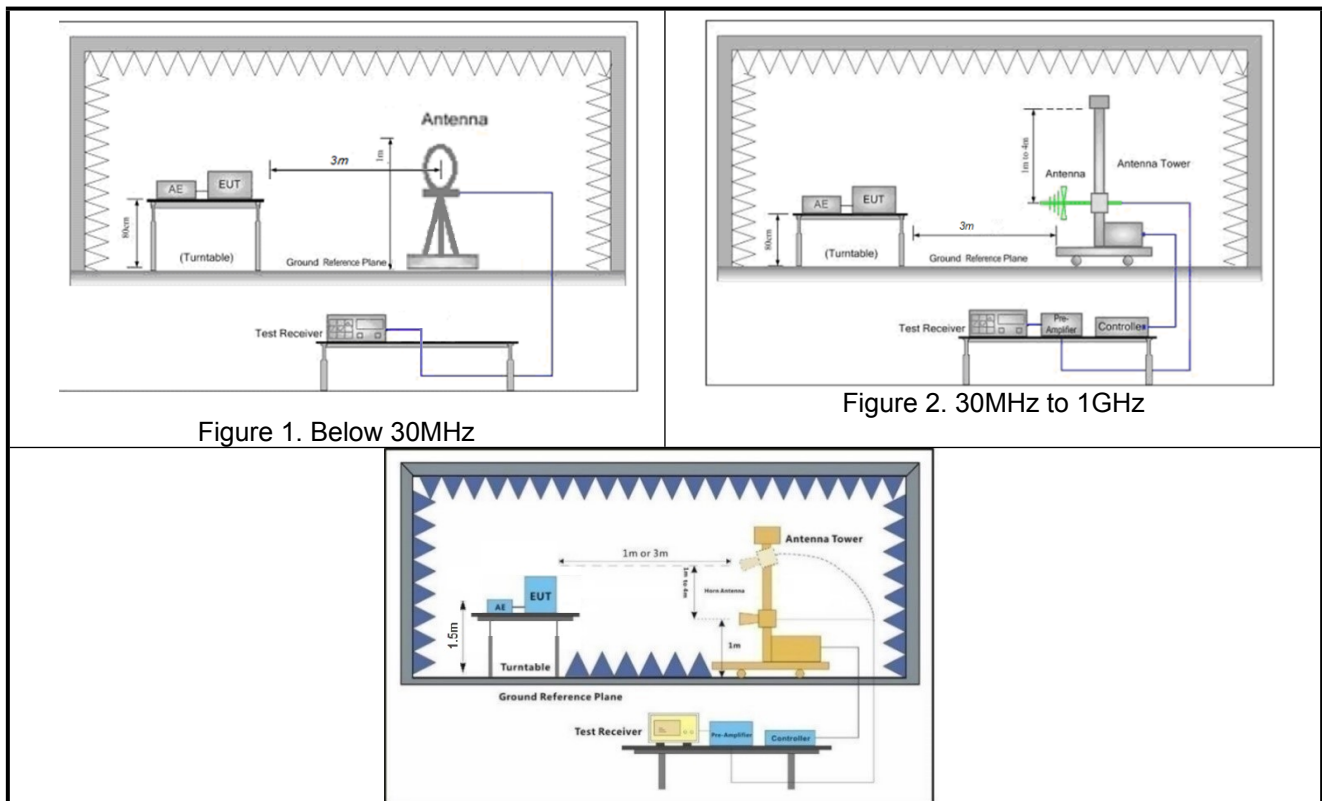 Antenna
1m
3m
AE
EUT
80cm
(Turntable)
Ground Reference Plane
Test Receiver
Figure 1. Below 30MHz
1m to 4m
Antenna
Antenna Tower
AE
EUT
3m
80cm
(Turntable)
Ground Reference Plane
Test Receiver
Pre-
Amplifier
Controller
Figure 2. 30MHz to 1GHz
Antenna Tower
1m or 3m
1m to 4m
Horn Antenna
EUT
AE
1.5m
1m
Turntable
Ground Reference Plane
Test Receiver
Pre-Amplifier
Controller